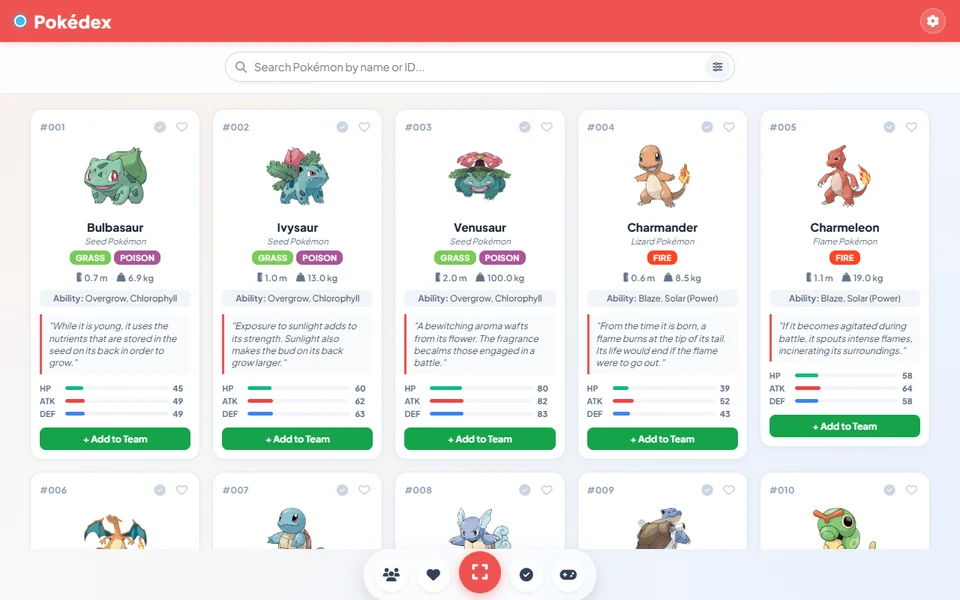 Pokédex
Search Pokémon by name or ID...
#001
Bulbasaur
Seed Pokémon
GRASS POISON
0.7 m 6.9 kg
Ability: Overgrow, Chlorophyll
"While it is young, it uses the
nutrients that are stored in the
seed on its back in order to
grow."
HP 45
ATK 49
DEF 49
+ Add to Team
#002
Ivysaur
Seed Pokémon
GRASS POISON
1.0 m 13.0 kg
Ability: Overgrow, Chlorophyll
"Exposure to sunlight adds to
its strength. Sunlight also
makes the bud on its back
grow larger."
HP 60
ATK 62
DEF 63
+ Add to Team
#003
Venusaur
Seed Pokémon
GRASS POISON
2.0 m 100.0 kg
Ability: Overgrow, Chlorophyll
"A bewitching aroma wafts
from its flower. The fragrance
becalms those engaged in a
battle."
HP 80
ATK 82
DEF 83
+ Add to Team
#004
Charmander
Lizard Pokémon
FIRE
0.6 m 8.5 kg
Ability: Blaze, Solar (Power)
"From the time it is born, a
flame burns at the tip of its tail.
Its life would end if the flame
were to go out."
HP 39
ATK 52
DEF 43
+ Add to Team
#005
Charmeleon
Flame Pokémon
FIRE
1.1 m 19.0 kg
Ability: Blaze, Solar (Power)
"If it becomes agitated during
battle, it spouts intense flames,
incinerating its surroundings."
HP 58
ATK 64
DEF 58
+ Add to Team
#006
#007
#008
#009
#010